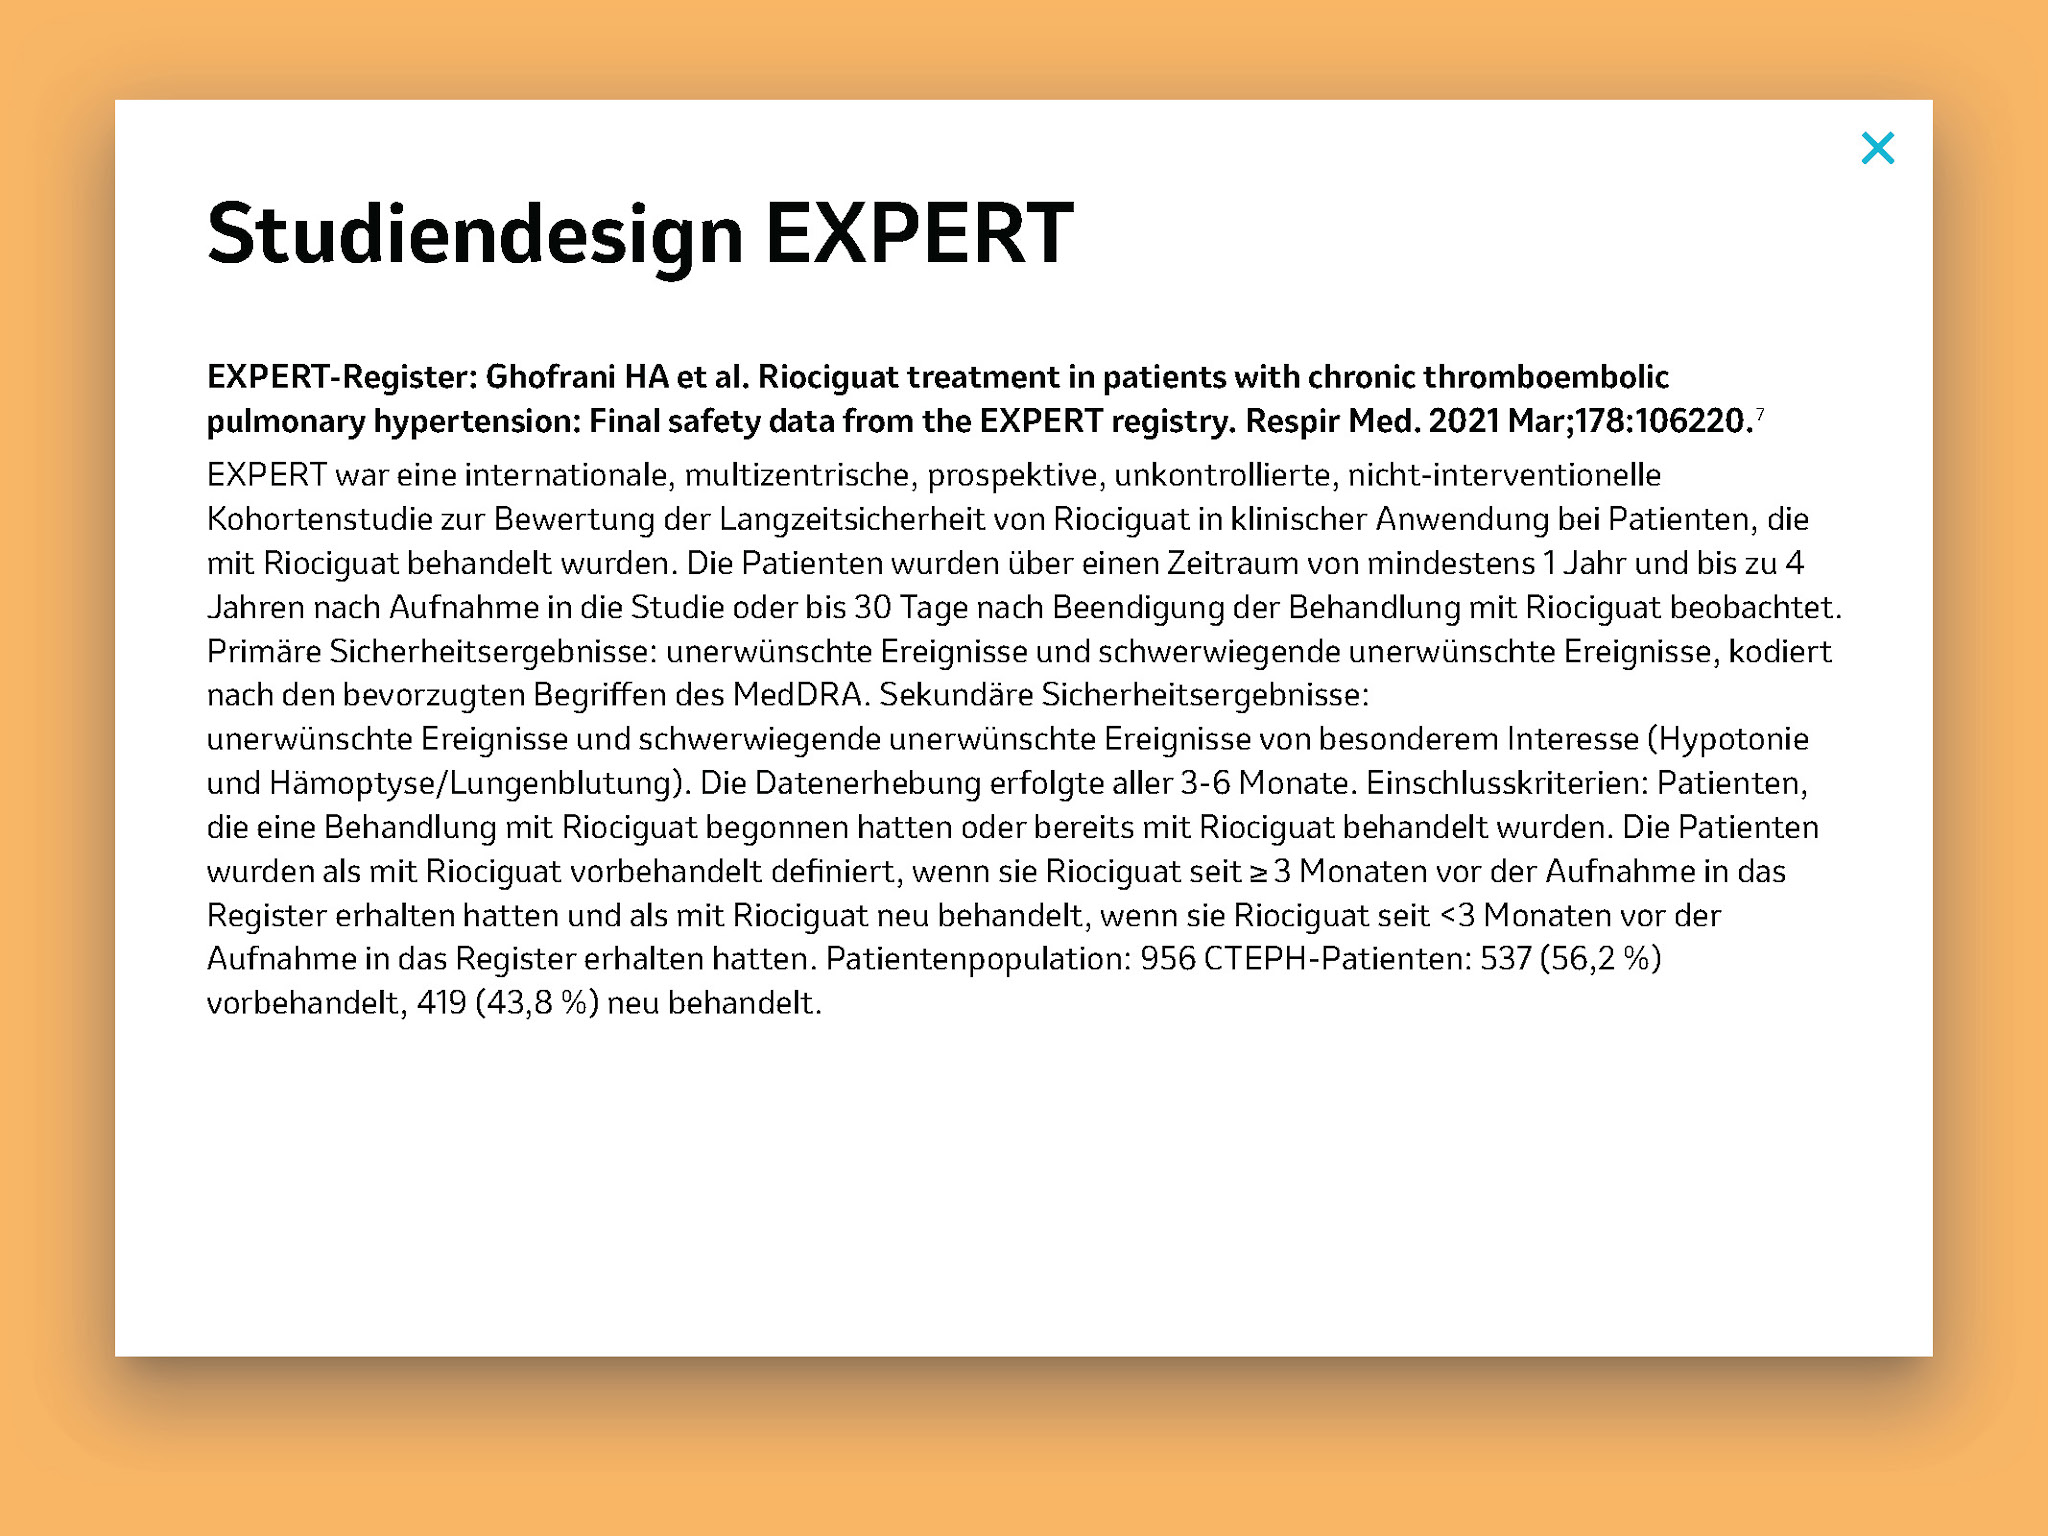 Studiendesign EXPERT
EXPERT-Register: Ghofrani HA et al. Riociguat treatment in patients with chronic thromboembolic
pulmonary hypertension: Final safety data from the EXPERT registry. Respir Med. 2021 Mar;178:106220.⁷
EXPERT war eine internationale, multizentrische, prospektive, unkontrollierte, nicht-interventionelle
Kohortenstudie zur Bewertung der Langzeitsicherheit von Riociguat in klinischer Anwendung bei Patienten, die
mit Riociguat behandelt wurden. Die Patienten wurden über einen Zeitraum von mindestens 1 Jahr und bis zu 4
Jahren nach Aufnahme in die Studie oder bis 30 Tage nach Beendigung der Behandlung mit Riociguat beobachtet.
Primäre Sicherheitsergebnisse: unerwünschte Ereignisse und schwerwiegende unerwünschte Ereignisse, kodiert
nach den bevorzugten Begriffen des MedDRA. Sekundäre Sicherheitsergebnisse:
unerwünschte Ereignisse und schwerwiegende unerwünschte Ereignisse von besonderem Interesse (Hypotonie
und Hämoptyse/Lungenblutung). Die Datenerhebung erfolgte aller 3-6 Monate. Einschlusskriterien: Patienten,
die eine Behandlung mit Riociguat begonnen hatten oder bereits mit Riociguat behandelt wurden. Die Patienten
wurden als mit Riociguat vorbehandelt definiert, wenn sie Riociguat seit ≥ 3 Monaten vor der Aufnahme in das
Register erhalten hatten und als mit Riociguat neu behandelt, wenn sie Riociguat seit <3 Monaten vor der
Aufnahme in das Register erhalten hatten. Patientenpopulation: 956 CTEPH-Patienten: 537 (56,2 %)
vorbehandelt, 419 (43,8 %) neu behandelt.